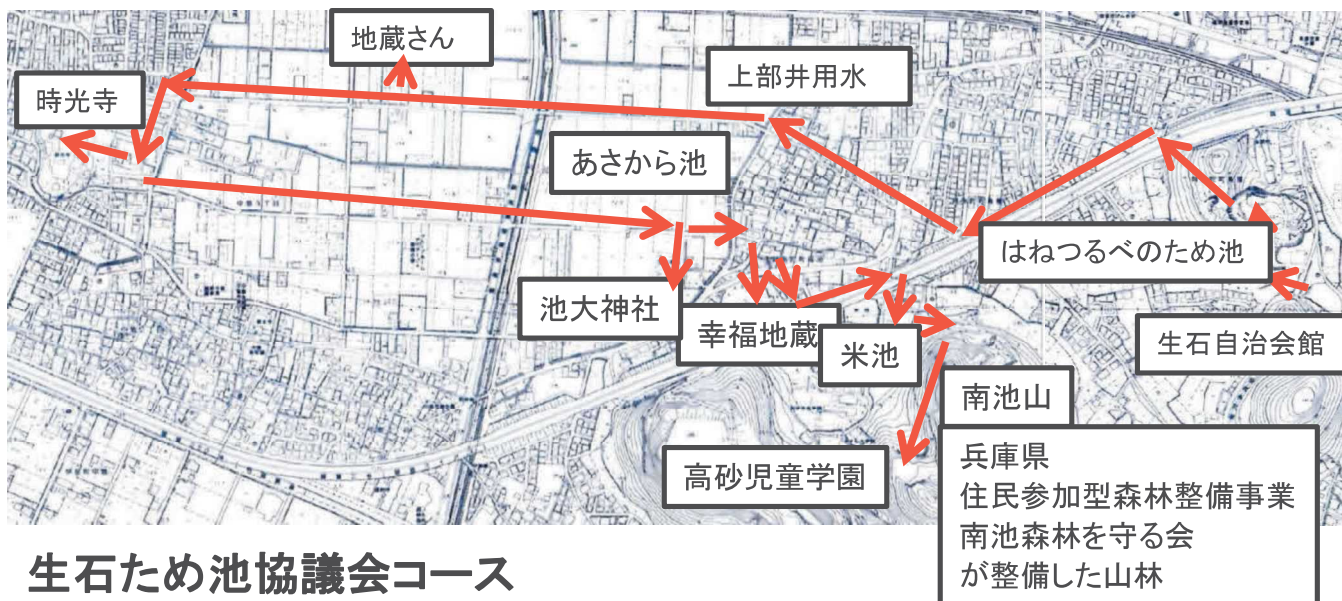 地蔵さん
時光寺
上部井用水
あさから池
はねつるべのため池
池大神社
幸福地蔵
米池
生石自治会館
南池山
高砂児童学園
兵庫県
住民参加型森林整備事業
南池森林を守る会
が整備した山林
生石ため池協議会コース